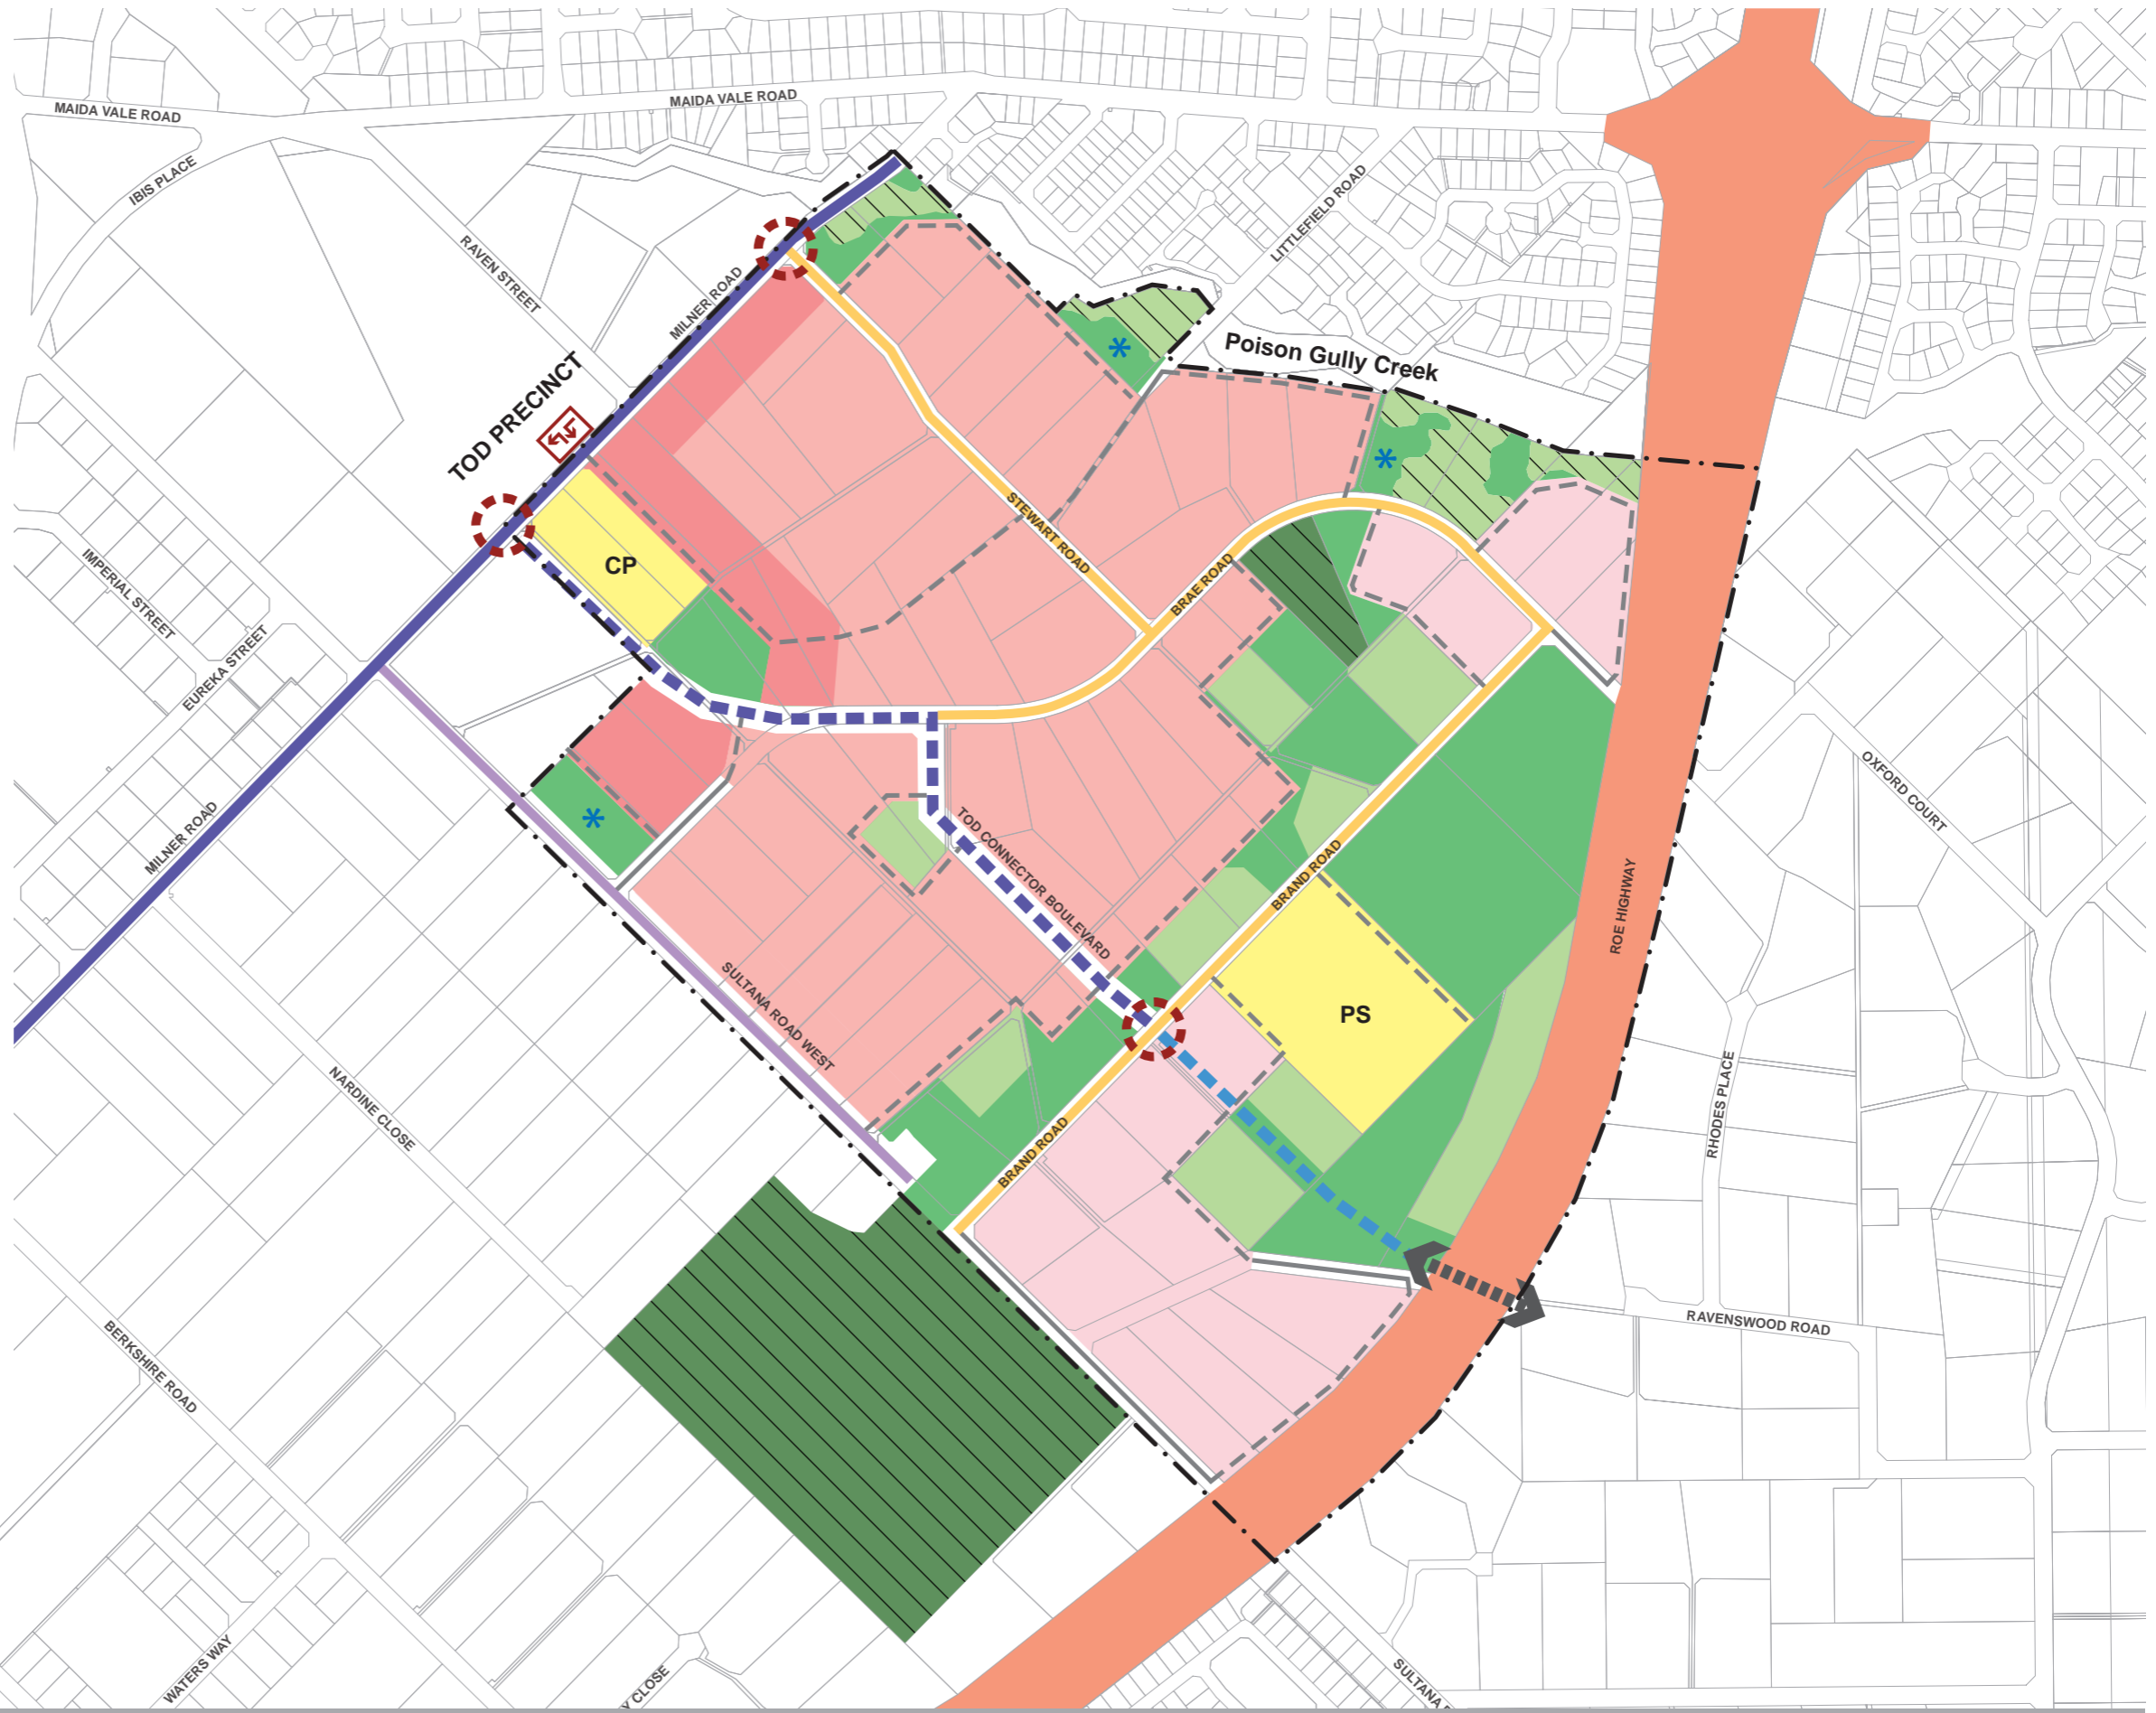 MAIDA VALE ROAD
MAIDA VALE ROAD
IBIS PLACE
RAVEN STREET
MILNER ROAD
LITTLEFIELD ROAD
Poison Gully Creek
TOD PRECINCT
IMPERIAL STREET
EUREKA STREET
CP
STEWART ROAD
BRAE ROAD
MILNER ROAD
TOD CONNECTOR BOULEVARD
BRAND ROAD
ROE HIGHWAY
OXFORD COURT
SULTANA ROAD WEST
PS
NARDINE CLOSE
BRAND ROAD
RHODES PLACE
RAVENSWOOD ROAD
BERKSHIRE ROAD
WATERS WAY
Y CLOSE
SULTANA